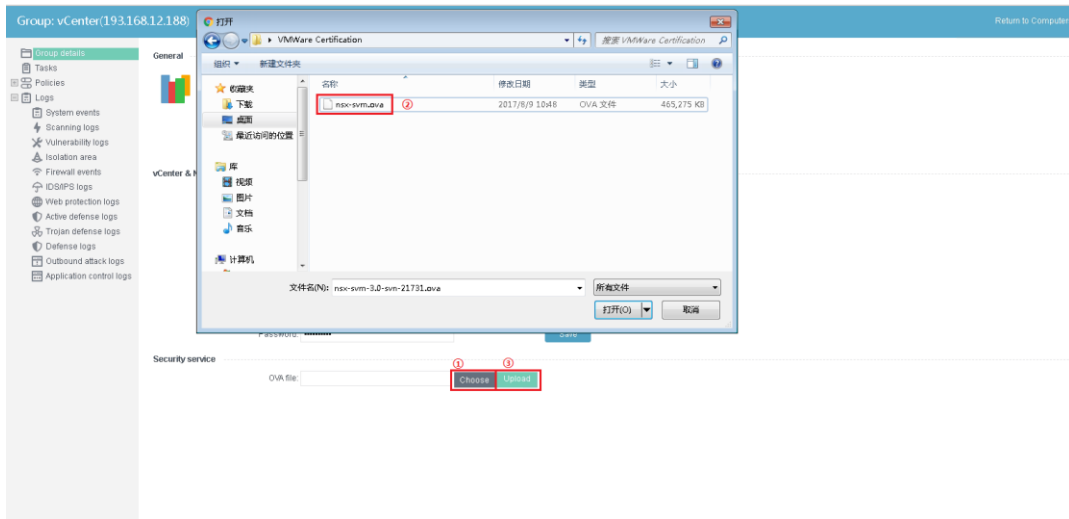 Group: vCenter(193.168.12.188)
Return to Computer
打开
VMWare Certification
搜索 VMWare Certification
组织
新建文件夹
收藏夹
下载
桌面
最近访问的位置
库
视频
图片
文档
音乐
计算机
名称
修改日期
类型
大小
nsx-svm.ova
②
2017/8/9 10:48
OVA 文件
465,275 KB
文件名(N):
nsx-svm-3.0-svn-21731.ova
所有文件
打开(O)
取消
Group details
Tasks
Policies
Logs
System events
Scanning logs
Vulnerability logs
Isolation area
Firewall events
IDS/IPS logs
Web protection logs
Active defense logs
Trojan defense logs
Defense logs
Outbound attack logs
Application control logs
General
vCenter &
Password:
Save
Security service
①
③
OVA file:
Choose
Upload